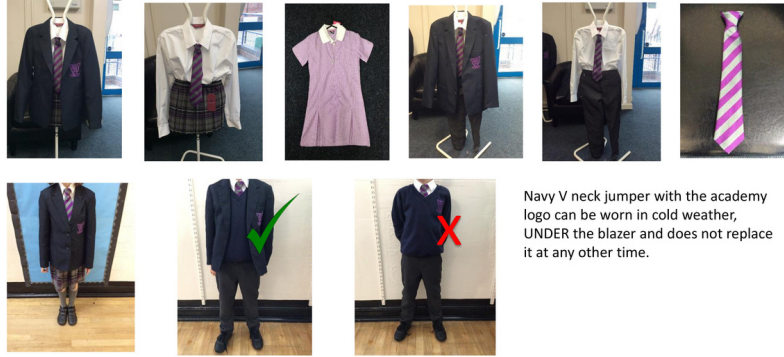 Navy V neck jumper with the academy
logo can be worn in cold weather,
UNDER the blazer and does not replace
it at any other time.